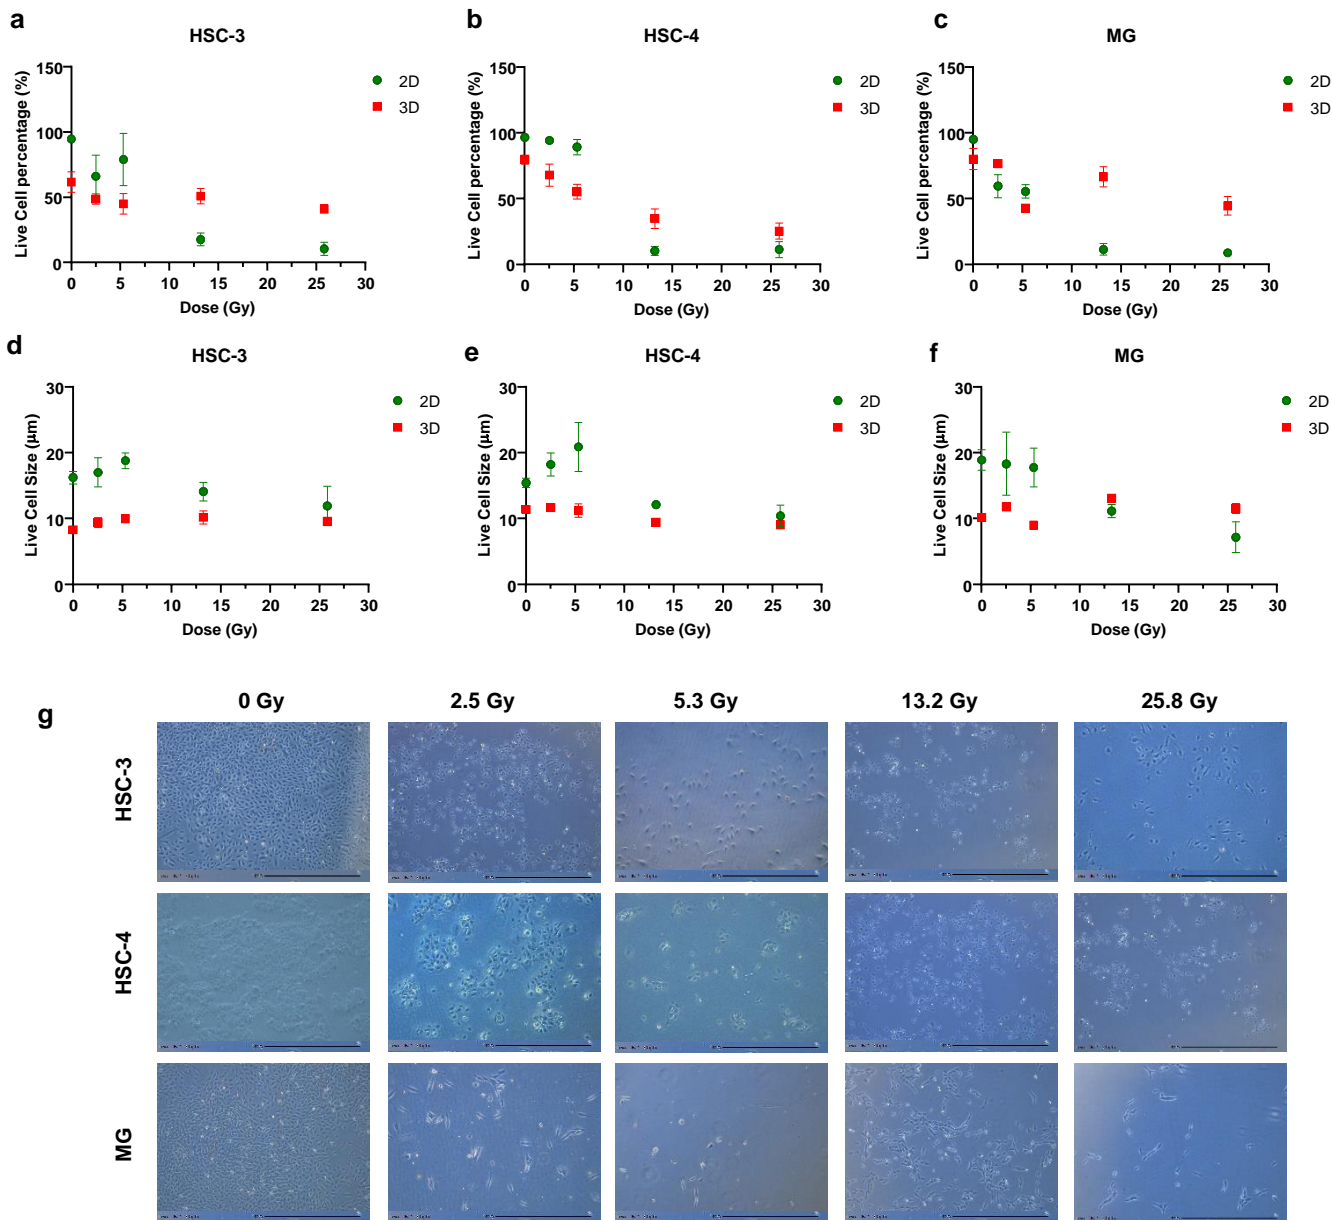 a
HSC-3
Live Cell percentage (%)
150
100
50
0
0 5 10 15 20 25 30
Dose (Gy)
2D
3D
b
HSC-4
Live Cell percentage (%)
150
100
50
0
0 5 10 15 20 25 30
Dose (Gy)
2D
3D
c
MG
Live Cell percentage (%)
150
100
50
0
0 5 10 15 20 25 30
Dose (Gy)
2D
3D
d
HSC-3
Live Cell Size (μm)
30
20
10
0
0 5 10 15 20 25 30
Dose (Gy)
2D
3D
e
HSC-4
Live Cell Size (μm)
30
20
10
0
0 5 10 15 20 25 30
Dose (Gy)
2D
3D
f
MG
Live Cell Size (μm)
30
20
10
0
0 5 10 15 20 25 30
Dose (Gy)
2D
3D
g
0 Gy 2.5 Gy 5.3 Gy 13.2 Gy 25.8 Gy
HSC-3
HSC-4
MG